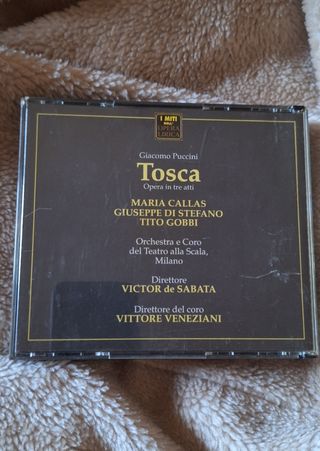 I MITI
DELL'
OPERA
LIRICA
Giacomo Puccini
Tosca
Opera in tre atti
MARIA CALLAS
GIUSEPPE DI STEFANO
TITO GOBBI
Orchestra e Coro
del Teatro alla Scala,
Milano
Direttore
VICTOR de SABATA
Direttore del coro
VITTORE VENEZIANI